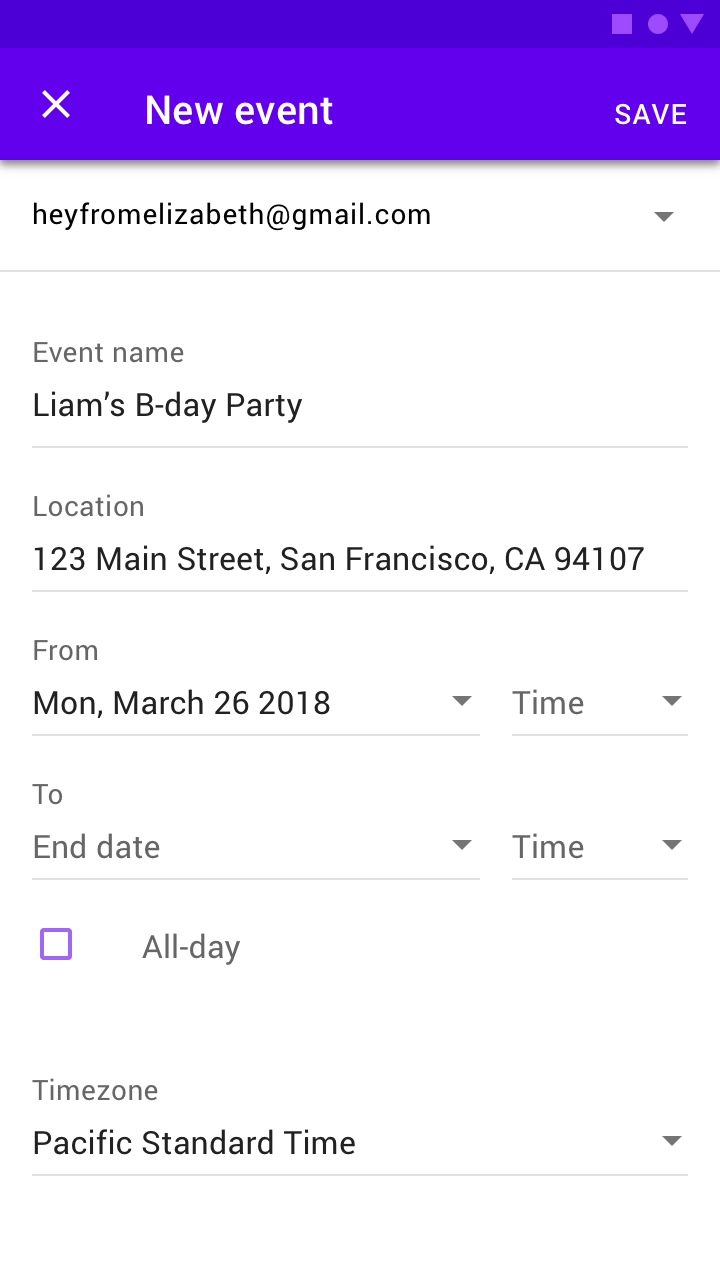 New event
SAVE
heyfromelizabeth@gmail.com
Event name
Liam’s B-day Party
Location
123 Main Street, San Francisco, CA 94107
From
Mon, March 26 2018
Time
To
End date
Time
All-day
Timezone
Pacific Standard Time